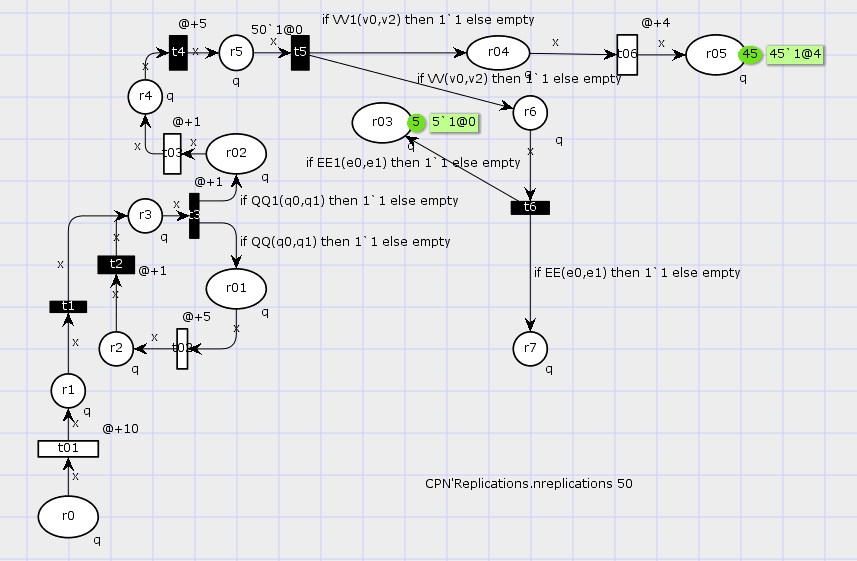 if VV1(v0,v2) then 1`1 else empty
@+5
50`1@0
@+4
t4
x
r5
x
t5
r04
x
t06
x
r05
45
45`1@4
q
q
q
if VV(v0,v2) then 1`1 else empty
x
r4
q
r6
q
r03
5
5`1@0
q
@+1
x
t03
x
r02
q
x
if EE1(e0,e1) then 1`1 else empty
@+1
if QQ1(q0,q1) then 1`1 else empty
r3
x
t3
q
t6
x
x
if QQ(q0,q1) then 1`1 else empty
t2
@+1
if EE(e0,e1) then 1`1 else empty
x
r01
q
t1
@+5
x
x
r2
x
t02
q
r7
q
r1
q
x
@+10
t01
x
r0
q
CPN'Replications.nreplications 50